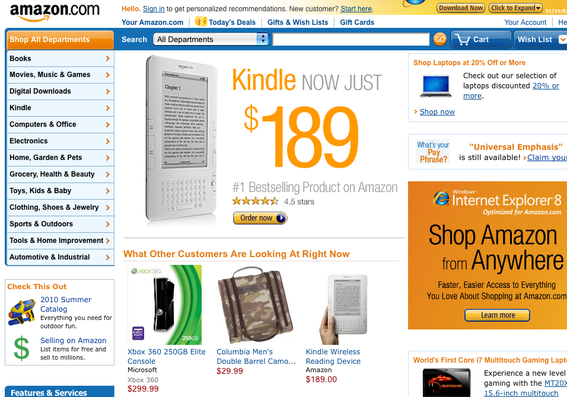 amazon.com
Hello. Sign in to get personalized recommendations. New customer? Start here.
Download Now
Click to Expand
Your Amazon.com
Today's Deals
Gifts & Wish Lists
Gift Cards
Your Account
He
Shop All Departments
Search
All Departments
GO
Cart
Wish List
Books
Movies, Music & Games
Digital Downloads
Kindle
Computers & Office
Electronics
Home, Garden & Pets
Grocery, Health & Beauty
Toys, Kids & Baby
Clothing, Shoes & Jewelry
Sports & Outdoors
Tools & Home Improvement
Automotive & Industrial
Check This Out
2010 Summer
Catalog
Everything you need for
outdoor fun.
Selling on Amazon
List items for free and
sell to millions.
Features & Services
Chapter 1
Kindle NOW JUST
$189
#1 Bestselling Product on Amazon
4.5 stars
Order now
What Other Customers Are Looking At Right Now
XBOX 360
250GB
Xbox 360 250GB Elite
Console
Microsoft
Xbox 360
$299.99
Columbia Men's
Double Barrel Camo...
$29.99
Kindle Wireless
Reading Device
Amazon
$189.00
Shop Laptops at 20% Off or More
Check out our selection of
laptops discounted 20% or
more.
Shop now
What's your
Pay
Phrase?
"Universal Emphasis"
is still available! Claim your
Windows
Internet Explorer 8
Optimized for Amazon.com
Shop Amazon
from Anywhere
Faster, Easier Access to Everything
You Love About Shopping at Amazon.com
Learn more
World's First Core i7 Multitouch Gaming Lapto
Experience a new level
gaming with the MT20X
15.6-inch multitouch